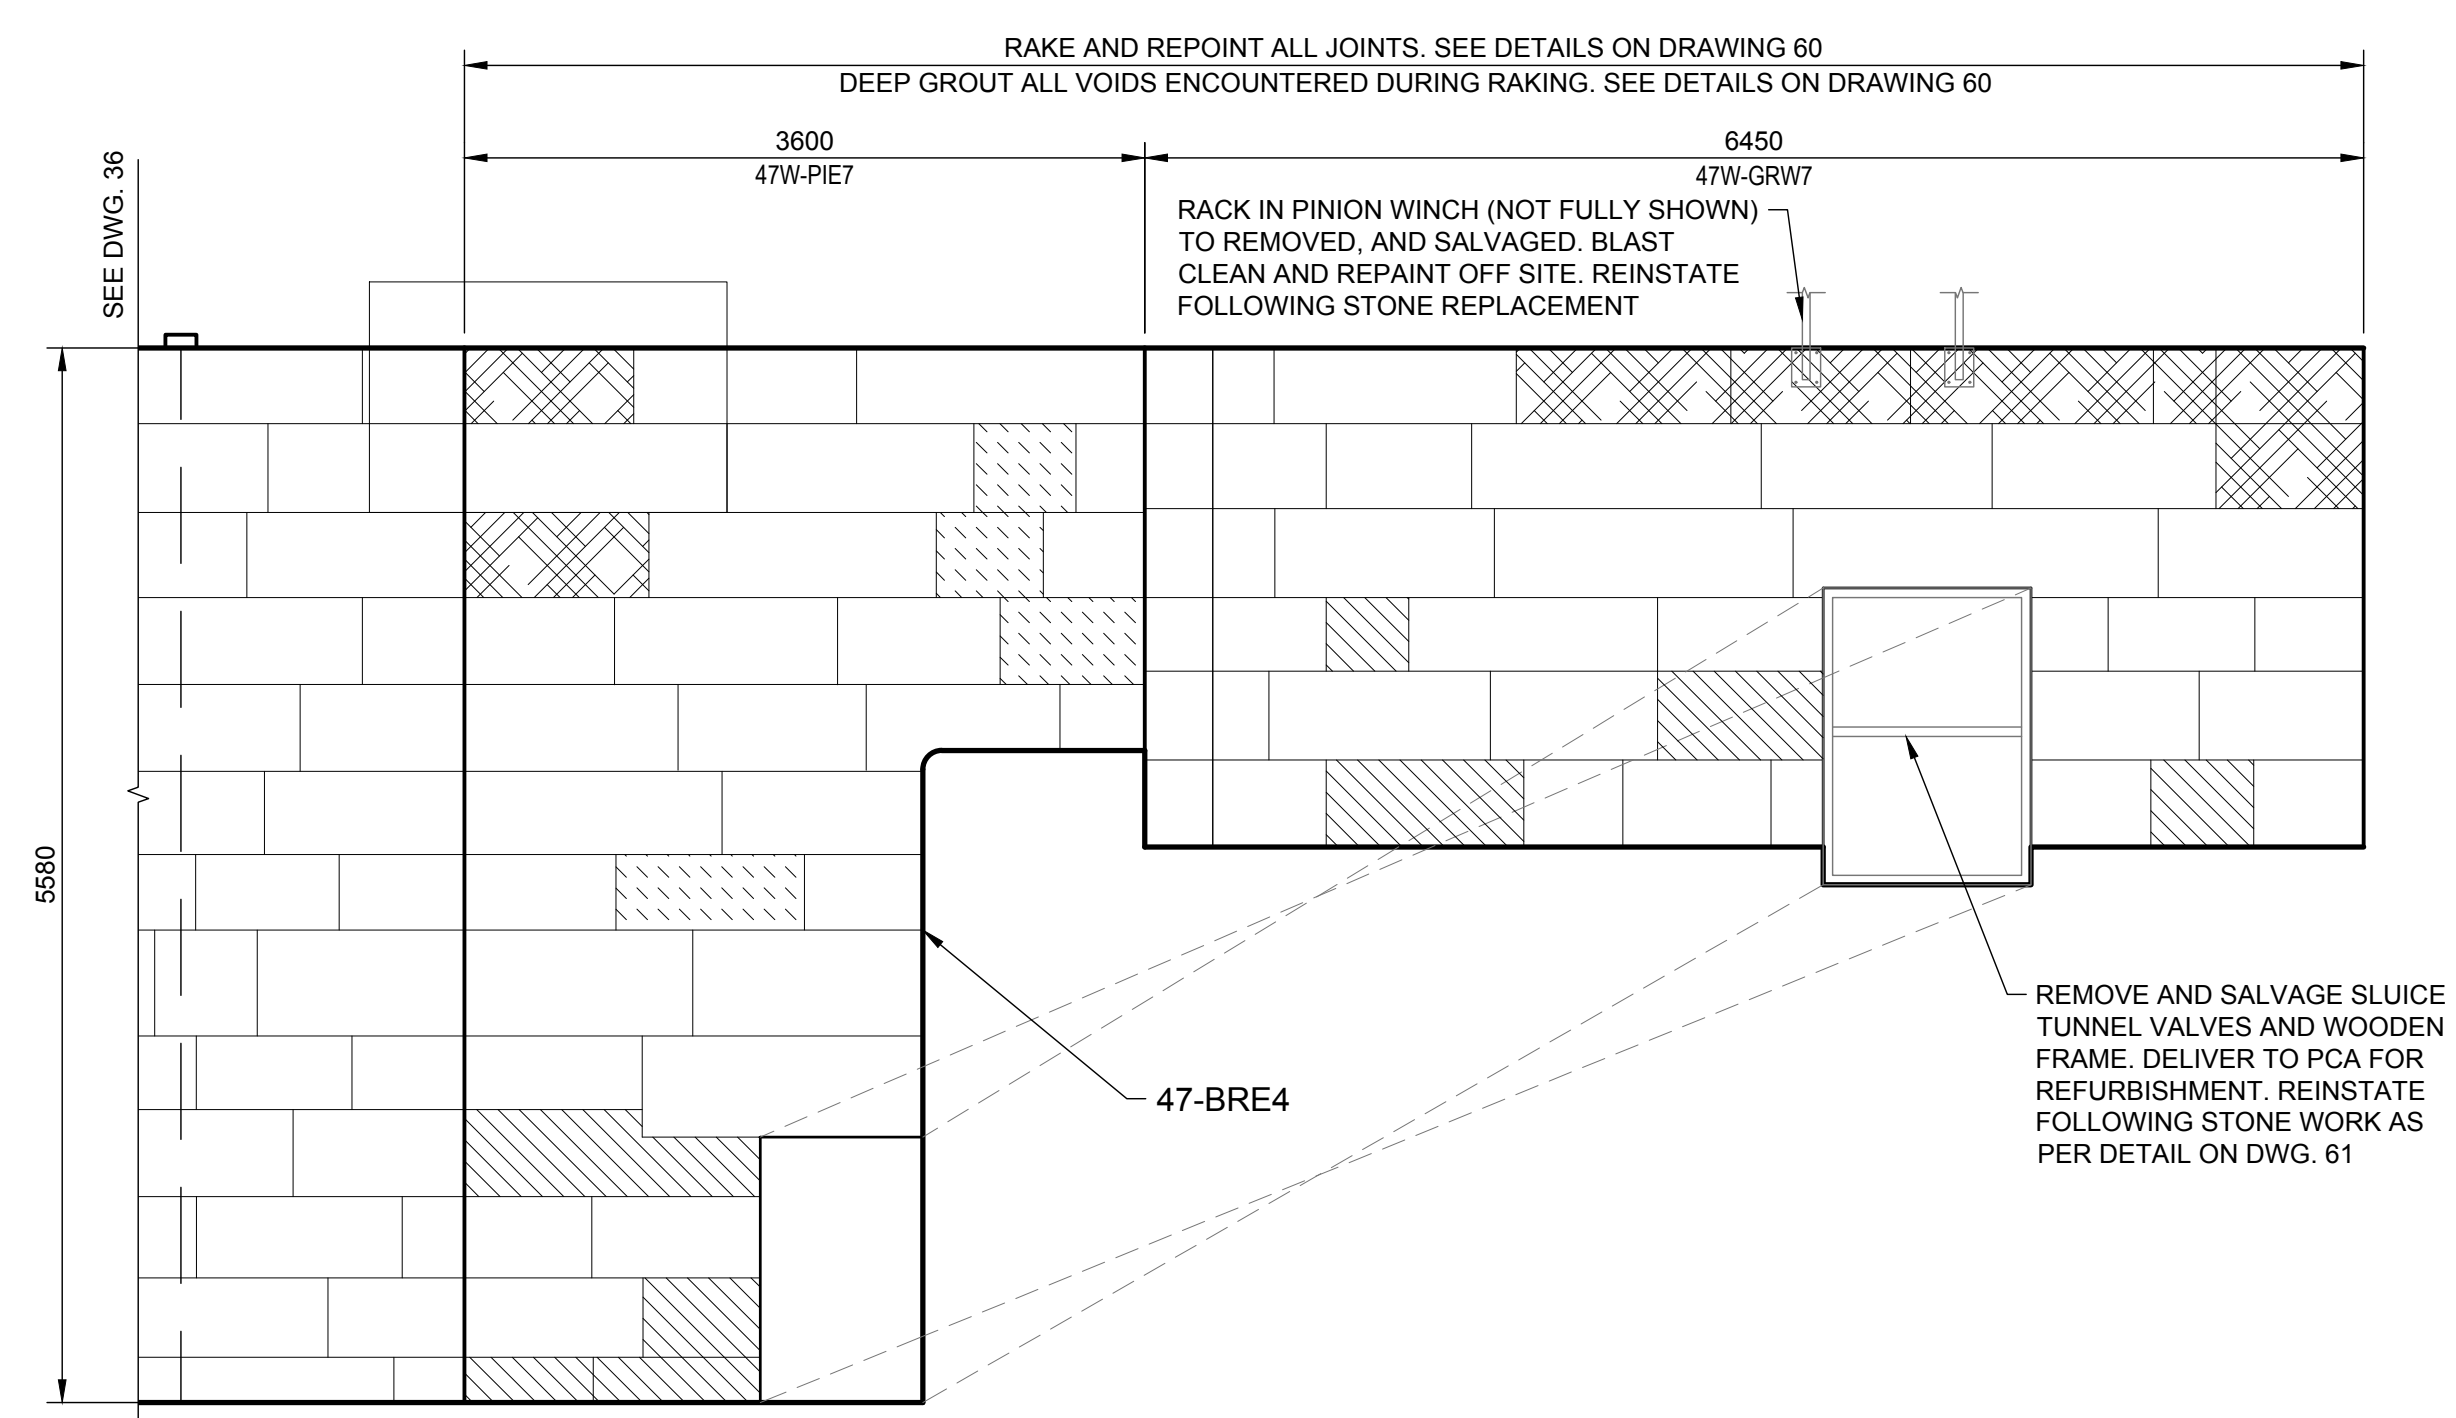 RAKE AND REPOINT ALL JOINTS. SEE DETAILS ON DRAWING 60
DEEP GROUT ALL VOIDS ENCOUNTERED DURING RAKING. SEE DETAILS ON DRAWING 60
3600
47W-PIE7
6450
47W-GRW7
SEE DWG. 36
RACK IN PINION WINCH (NOT FULLY SHOWN)
TO REMOVED, AND SALVAGED. BLAST
CLEAN AND REPAINT OFF SITE. REINSTATE
FOLLOWING STONE REPLACEMENT
5580
47-BRE4
REMOVE AND SALVAGE SLUICE
TUNNEL VALVES AND WOODEN
FRAME. DELIVER TO PCA FOR
REFURBISHMENT. REINSTATE
FOLLOWING STONE WORK AS
PER DETAIL ON DWG. 61